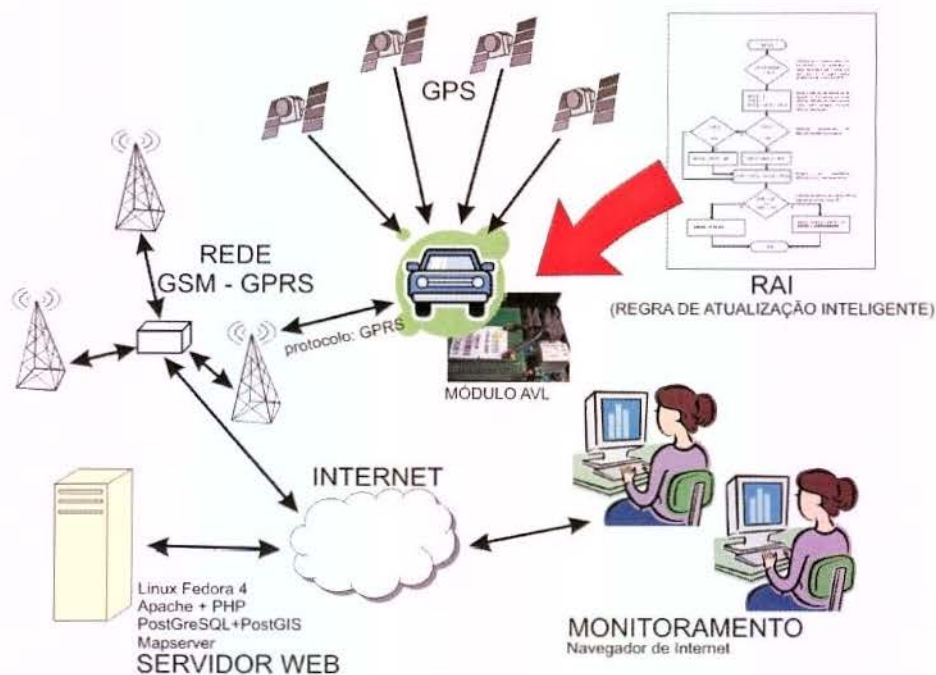 GPS
REDE
GSM - GPRS
protocolo: GPRS
MÓDULO AVL
RAI
(REGRA DE ATUALIZAÇÃO INTELIGENTE)
INTERNET
Linux Fedora 4
Apache + PHP
PostGreSQL+PostGIS
Mapserver
SERVIDOR WEB
MONITORAMENTO
Navegador de Internet